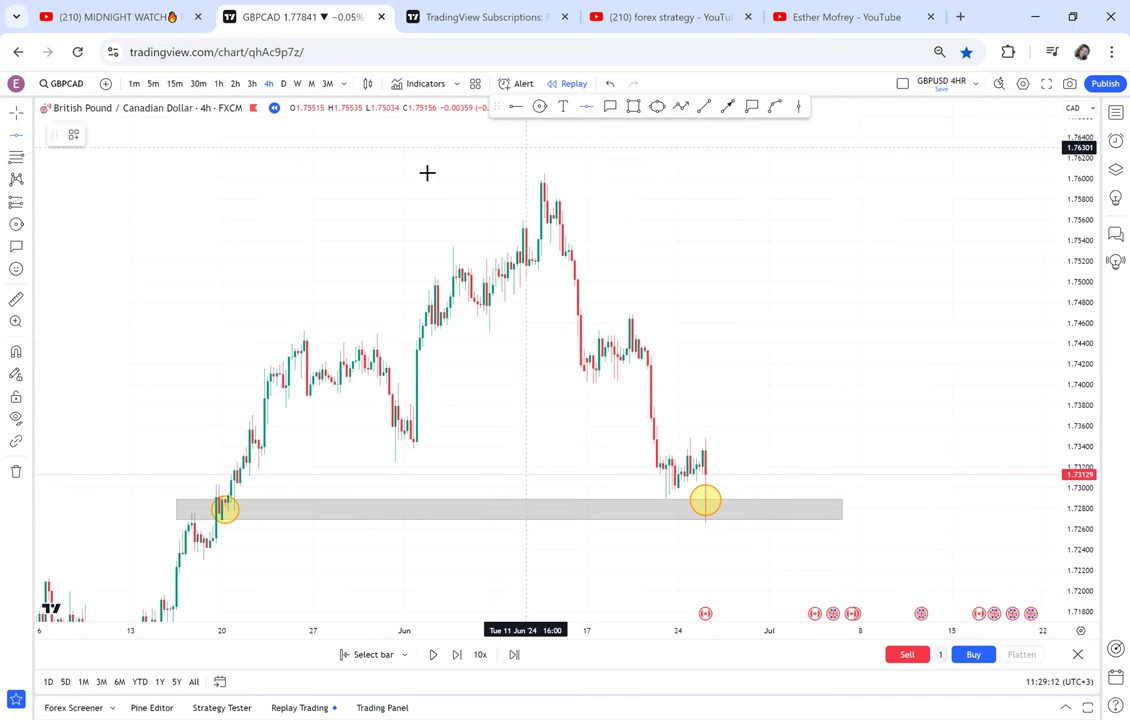 (210) MIDNIGHT WATCH🔥
GBPCAD 1.77841 ▼ −0.05%
TradingView Subscriptions: P
(210) forex strategy - YouTu
Esther Mofrey - YouTube
tradingview.com/chart/qhAc9p7z/
E
GBPCAD
1m 5m 15m 30m 1h 2h 3h 4h D W M 3M
Indicators
Alert
Replay
GBPUSD 4HR
Save
Publish
British Pound / Canadian Dollar · 4h · FXCM
O1.75515 H1.75535 L1.75034 C1.75156 −0.00359
CAD
1.76400
1.76301
1.76200
1.76000
1.75800
1.75600
1.75400
1.75200
1.75000
1.74800
1.74600
1.74400
1.74200
1.74000
1.73800
1.73600
1.73400
1.73200
1.73129
1.73000
1.72800
1.72600
1.72400
1.72200
1.72000
1.71800
6 13 20 27 Jun Tue 11 Jun '24 16:00 17 24 Jul 8 15 22
Select bar
10x
Sell
1
Buy
Flatten
1D 5D 1M 3M 6M YTD 1Y 5Y All
11:29:12 (UTC+3)
Forex Screener
Pine Editor
Strategy Tester
Replay Trading
Trading Panel